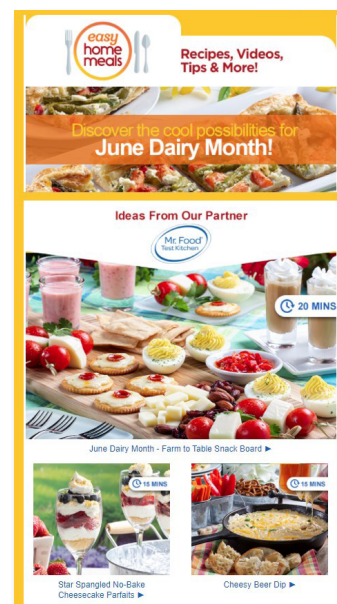 easy
home
meals
Recipes, Videos,
Tips & More!
Discover the cool possibilities for
June Dairy Month!
Ideas From Our Partner
Mr. Food
Test Kitchen
20 MINS
June Dairy Month - Farm to Table Snack Board ►
15 MINS
15 MINS
Star Spangled No-Bake
Cheesecake Parfaits ►
Cheesy Beer Dip ►